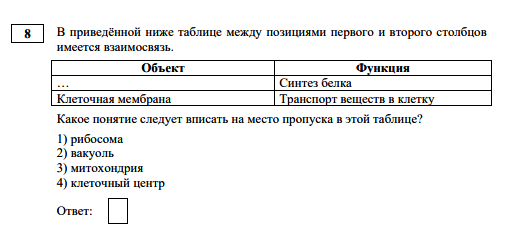 8
В приведённой ниже таблице между позициями первого и второго столбцов
имеется взаимосвязь.
Объект Функция
… Синтез белка
Клеточная мембрана Транспорт веществ в клетку
Какое понятие следует вписать на место пропуска в этой таблице?
1) рибосома
2) вакуоль
3) митохондрия
4) клеточный центр
Ответ: